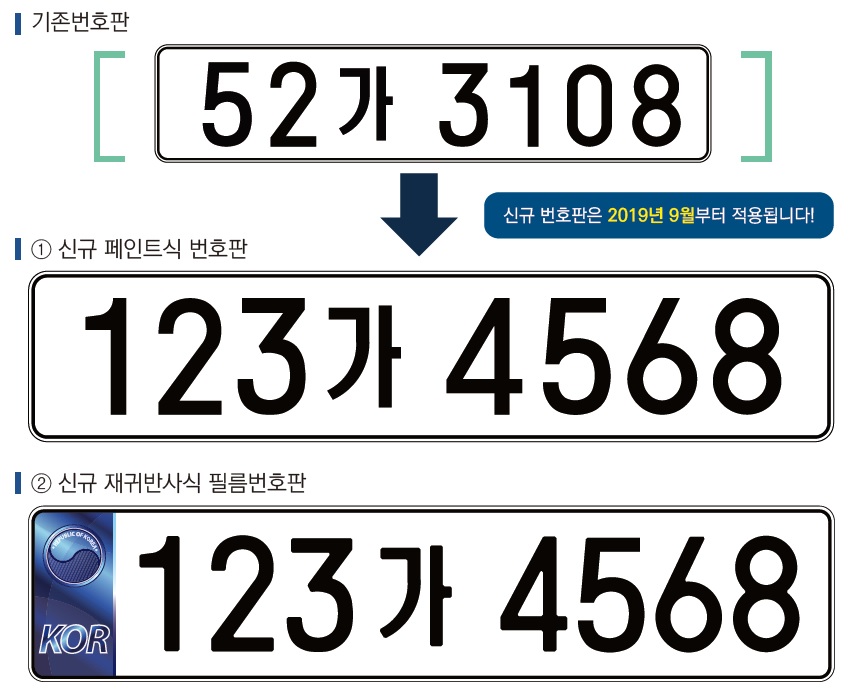 기존번호판
52가 3108
신규 번호판은 2019년 9월부터 적용됩니다!
① 신규 페인트식 번호판
123가 4568
② 신규 재귀반사식 필름번호판
REPUBLIC OF KOREA
KOR
123가 4568